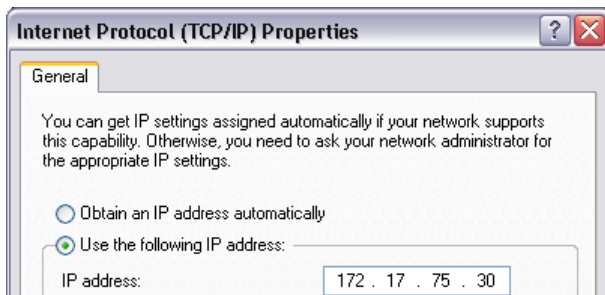 Internet Protocol (TCP/IP) Properties
General
You can get IP settings assigned automatically if your network supports
this capability. Otherwise, you need to ask your network administrator for
the appropriate IP settings.
Obtain an IP address automatically
Use the following IP address:
IP address: 172 . 17 . 75 . 30